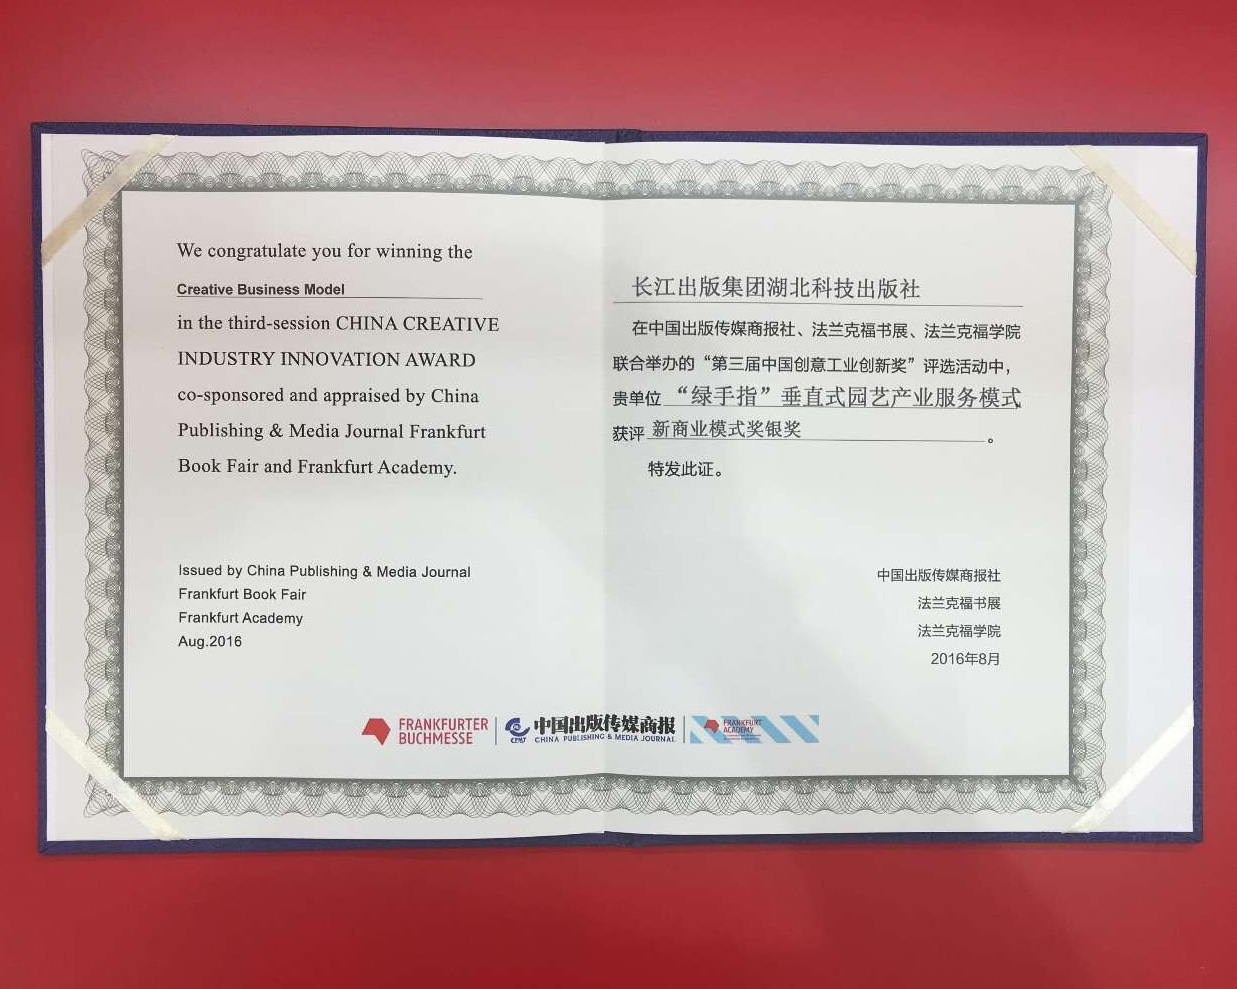 We congratulate you for winning the
Creative Business Model
in the third-session CHINA CREATIVE
INDUSTRY INNOVATION AWARD
co-sponsored and appraised by China
Publishing & Media Journal Frankfurt
Book Fair and Frankfurt Academy.
Issued by China Publishing & Media Journal
Frankfurt Book Fair
Frankfurt Academy
Aug.2016
长江出版集团湖北科技出版社
在中国出版传媒商报社、法兰克福书展、法兰克福学院
联合举办的“第三届中国创意工业创新奖”评选活动中，
贵单位 “绿手指”垂直式园艺产业服务模式
获评 新商业模式奖银奖 。
特发此证。
中国出版传媒商报社
法兰克福书展
法兰克福学院
2016年8月
FRANKFURTER
BUCHMESSE
CPMJ
中国出版传媒商报
CHINA PUBLISHING & MEDIA JOURNAL
FRANKFURT
ACADEMY